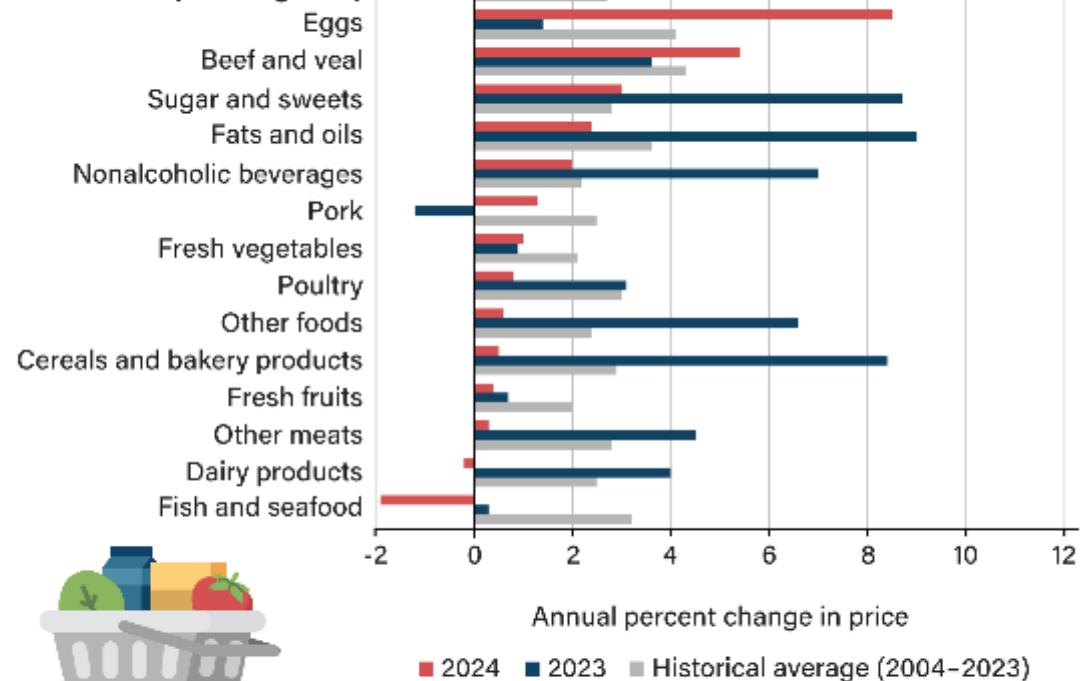 Eggs
Beef and veal
Sugar and sweets
Fats and oils
Nonalcoholic beverages
Pork
Fresh vegetables
Poultry
Other foods
Cereals and bakery products
Fresh fruits
Other meats
Dairy products
Fish and seafood
-2 0 2 4 6 8 10 12
Annual percent change in price
2024 2023 Historical average (2004–2023)